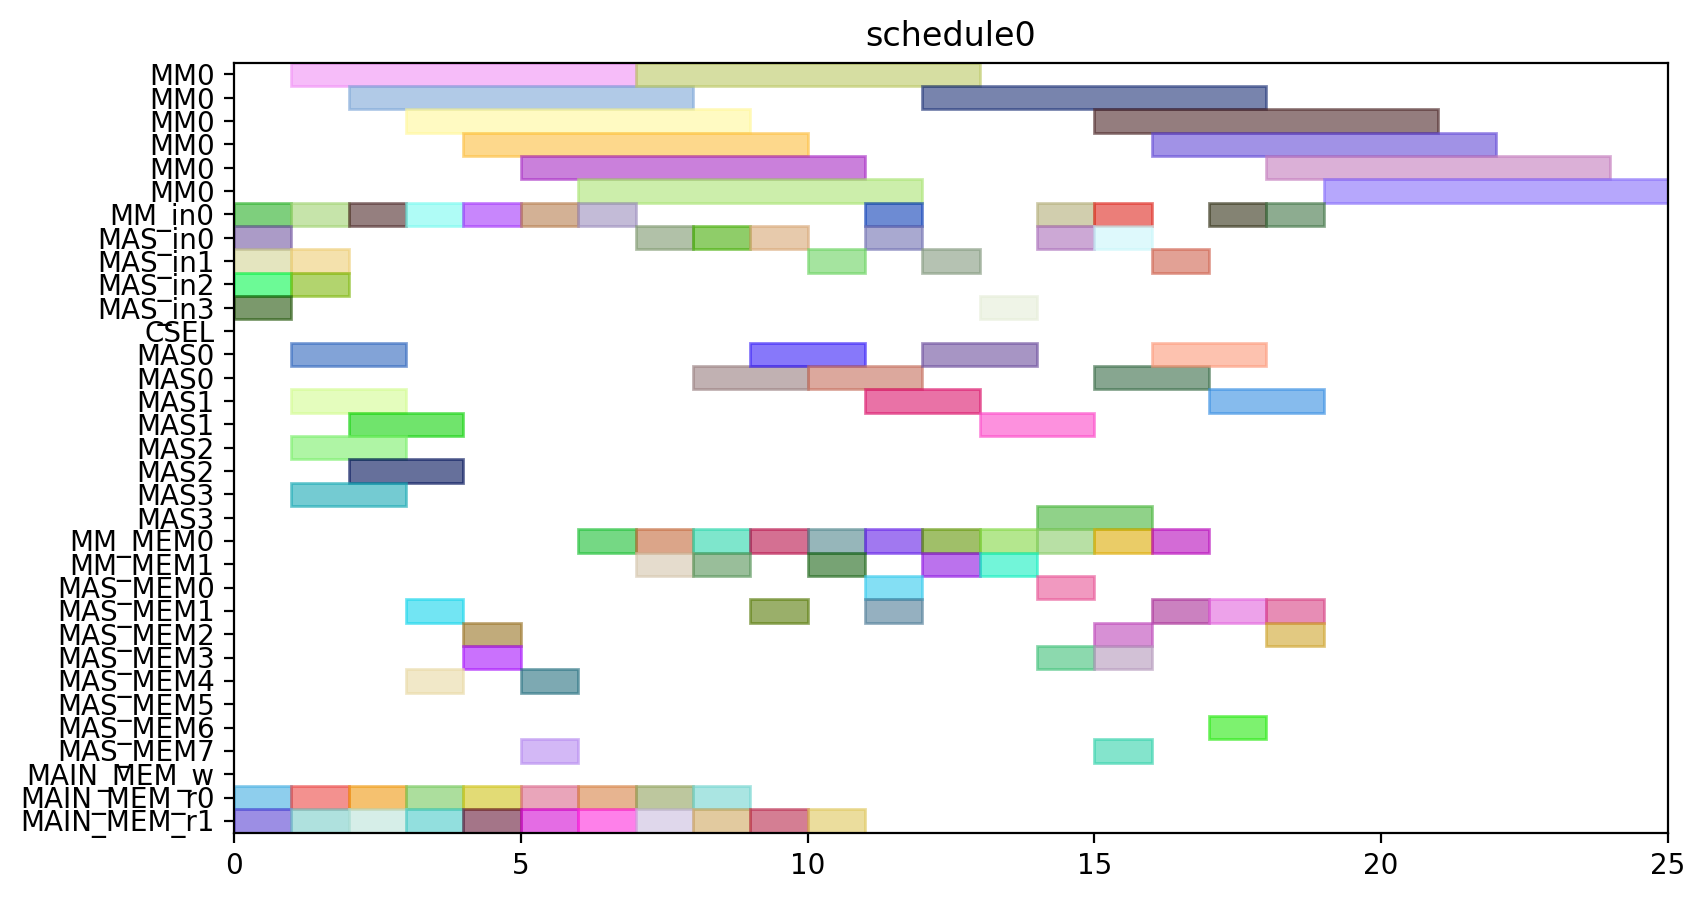 schedule0
MM0
MM0
MM0
MM0
MM0
MM0
MM_in0
MAS_in0
MAS_in1
MAS_in2
MAS_in3
CSEL
MAS0
MAS0
MAS1
MAS1
MAS2
MAS2
MAS3
MAS3
MM_MEM0
MM_MEM1
MAS_MEM0
MAS_MEM1
MAS_MEM2
MAS_MEM3
MAS_MEM4
MAS_MEM5
MAS_MEM6
MAS_MEM7
MAIN_MEM_w
MAIN_MEM_r0
MAIN_MEM_r1
0 5 10 15 20 25